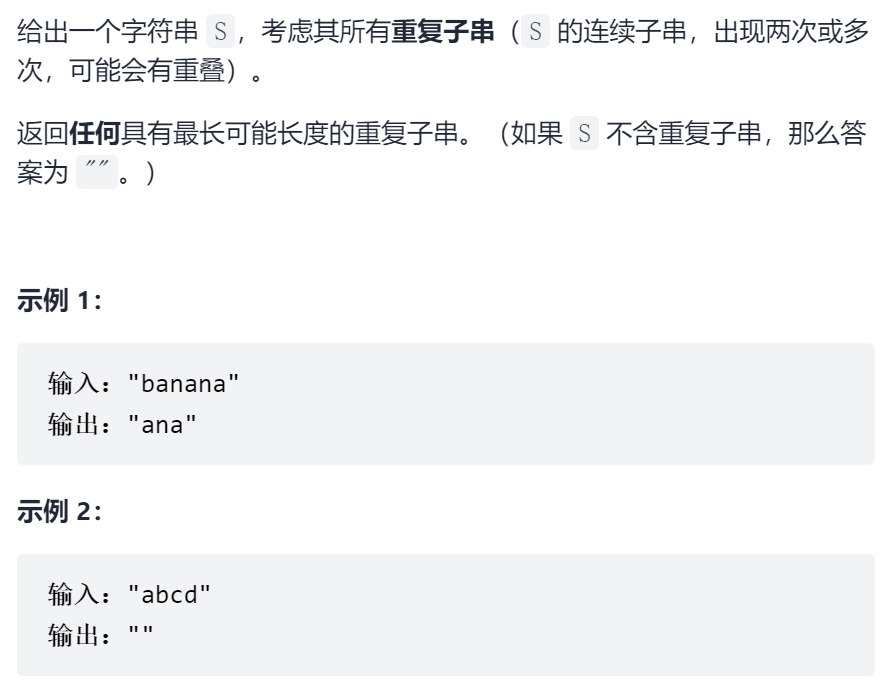 给出一个字符串 S，考虑其所有重复子串（S 的连续子串，出现两次或多
次，可能会有重叠）。
返回任何具有最长可能长度的重复子串。（如果 S 不含重复子串，那么答
案为 ""。）
示例 1：
输入："banana"
输出："ana"
示例 2：
输入："abcd"
输出：""